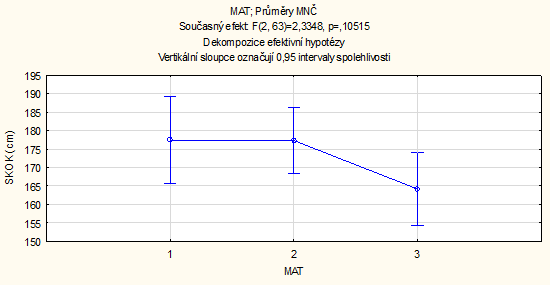 MAT; Průměry MNČ
Současný efekt: F(2, 63)=2,3348, p=,10515
Dekompozice efektivní hypotézy
Vertikální sloupce označují 0,95 intervaly spolehlivosti
195
190
185
180
175
170
165
160
155
150
SKOK (cm)
1 2 3
MAT